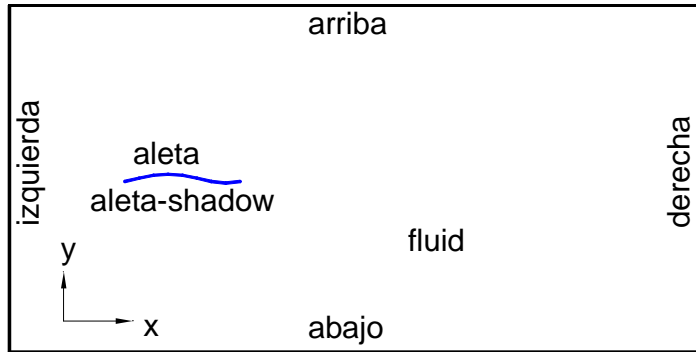 arriba
izquierda
aleta
aleta-shadow
derecha
fluid
y
x
abajo